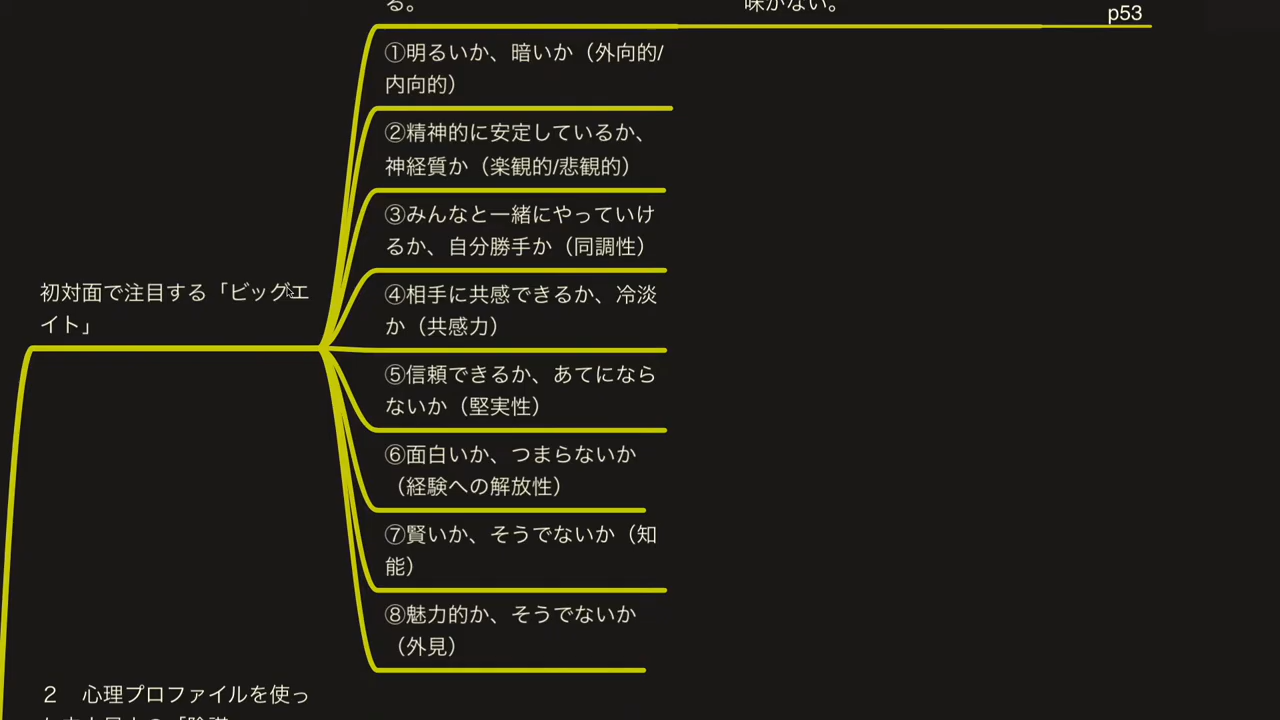 る。
味がない。
p53
①明るいか、暗いか（外向的/
内向的）
②精神的に安定しているか、
神経質か（楽観的/悲観的）
③みんなと一緒にやっていけ
るか、自分勝手か（同調性）
初対面で注目する「ビッグエ
イト」
④相手に共感できるか、冷淡
か（共感力）
⑤信頼できるか、あてになら
ないか（堅実性）
⑥面白いか、つまらないか
（経験への解放性）
⑦賢いか、そうでないか（知
能）
⑧魅力的か、そうでないか
（外見）
２　心理プロファイルを使っ